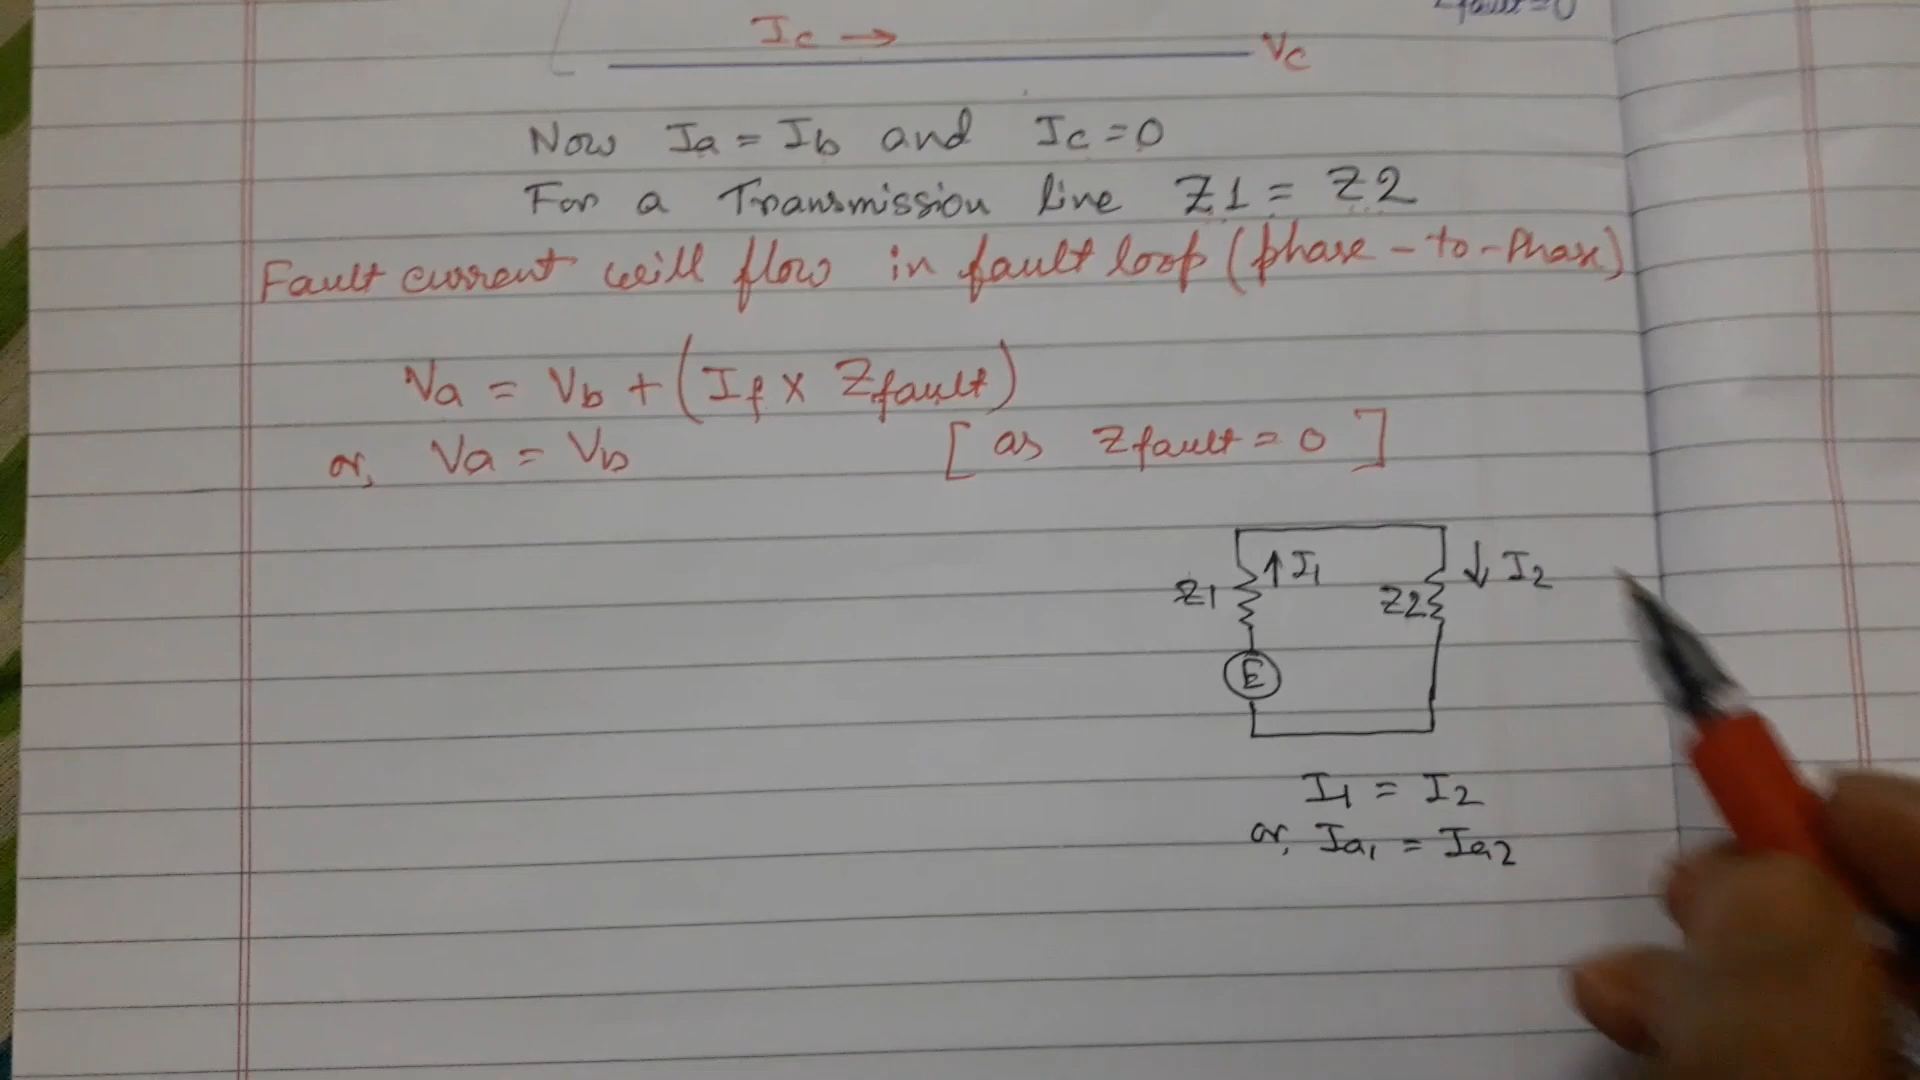 Zfault=0
Ic → Vc
Now Ia = Ib and Ic = 0
For a Transmission line Z1 = Z2
Fault current will flow in fault loop (phase-to-Phase)
Va = Vb + (If x Zfault)
or, Va = Vb [as Zfault = 0]
↑ I1 ↓ I2
Z1 Z2
E
I1 = I2
or, Ia1 = Ia2